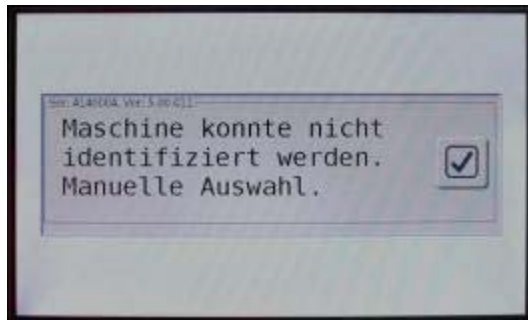 Maschine konnte nicht
identifiziert werden.
Manuelle Auswahl.